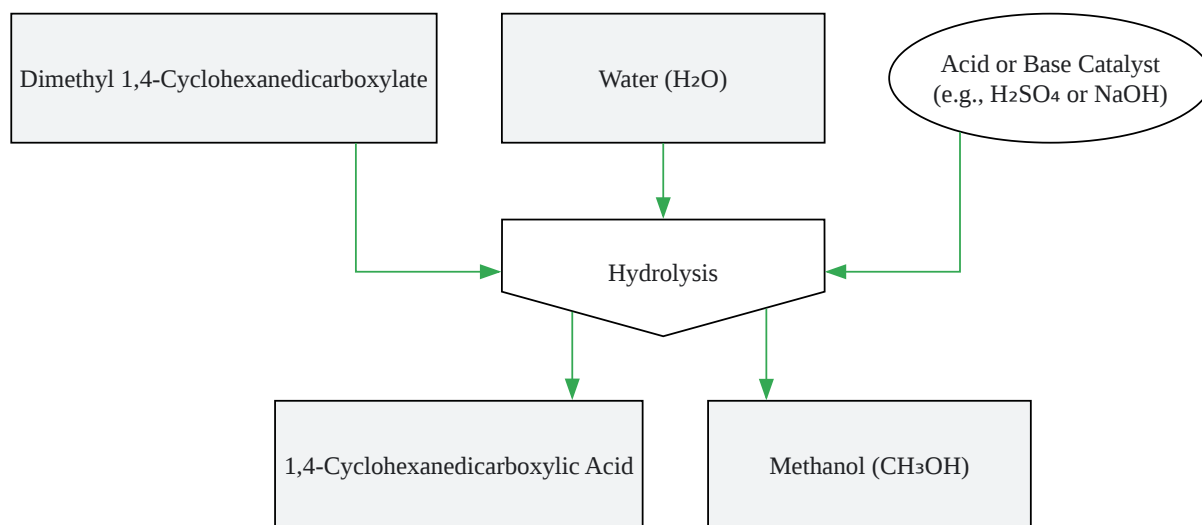 Dimethyl 1,4-Cyclohexanedicarboxylate
Water (H₂O)
Acid or Base Catalyst
(e.g., H₂SO₄ or NaOH)
Hydrolysis
1,4-Cyclohexanedicarboxylic Acid
Methanol (CH₃OH)